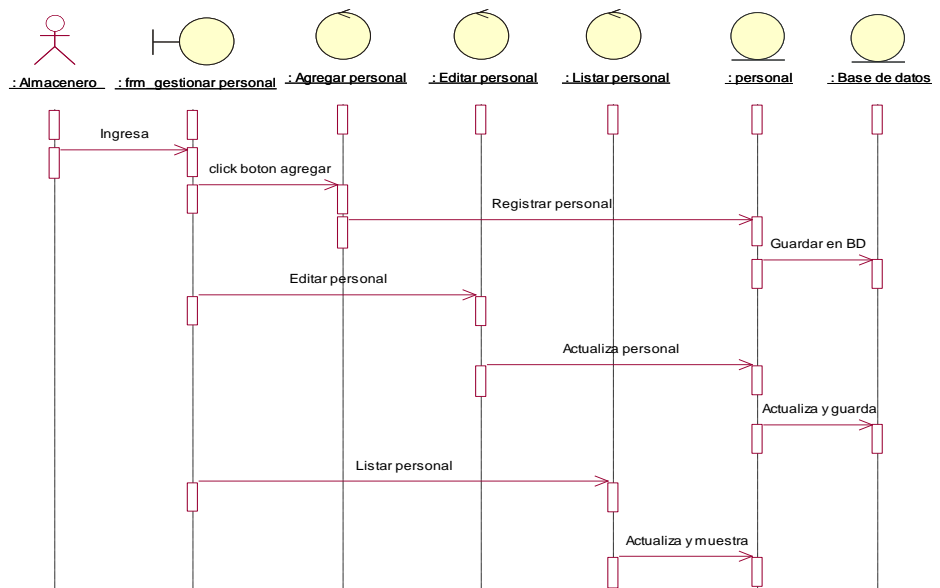 : Almacenero
: frm_gestionar personal
: Agregar personal
: Editar personal
: Listar personal
: personal
: Base de datos
Ingresa
click boton agregar
Registrar personal
Guardar en BD
Editar personal
Actualiza personal
Actualiza y guarda
Listar personal
Actualiza y muestra